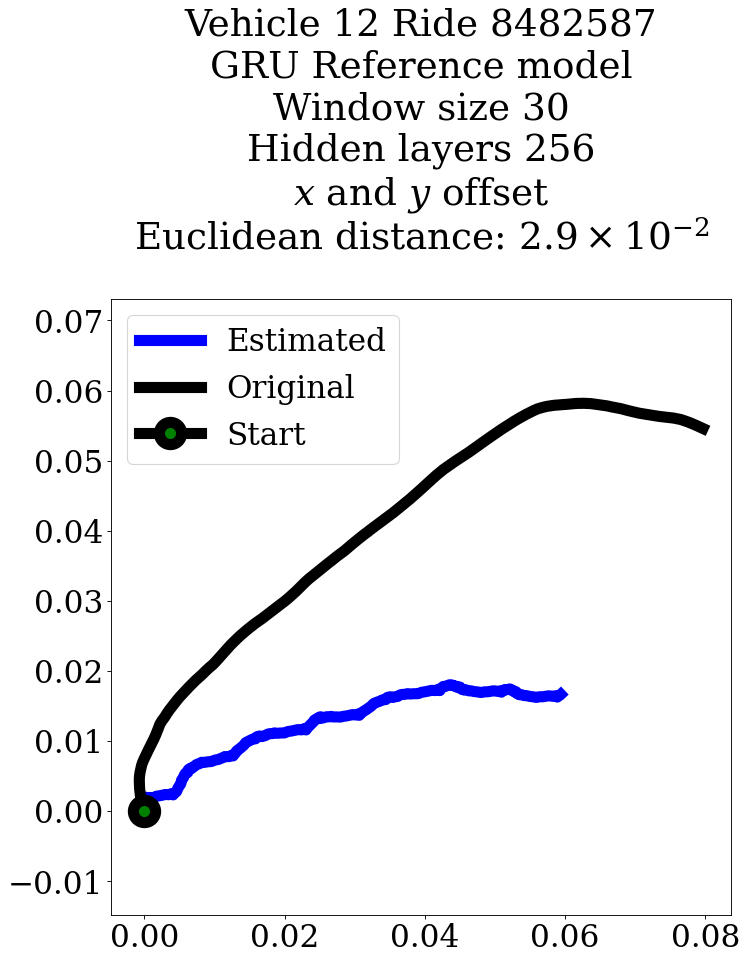 Vehicle 12 Ride 8482587
GRU Reference model
Window size 30
Hidden layers 256
x and y offset
Euclidean distance: 2.9 × 10⁻²
Estimated
Original
Start
0.07
0.06
0.05
0.04
0.03
0.02
0.01
0.00
−0.01
0.00 0.02 0.04 0.06 0.08